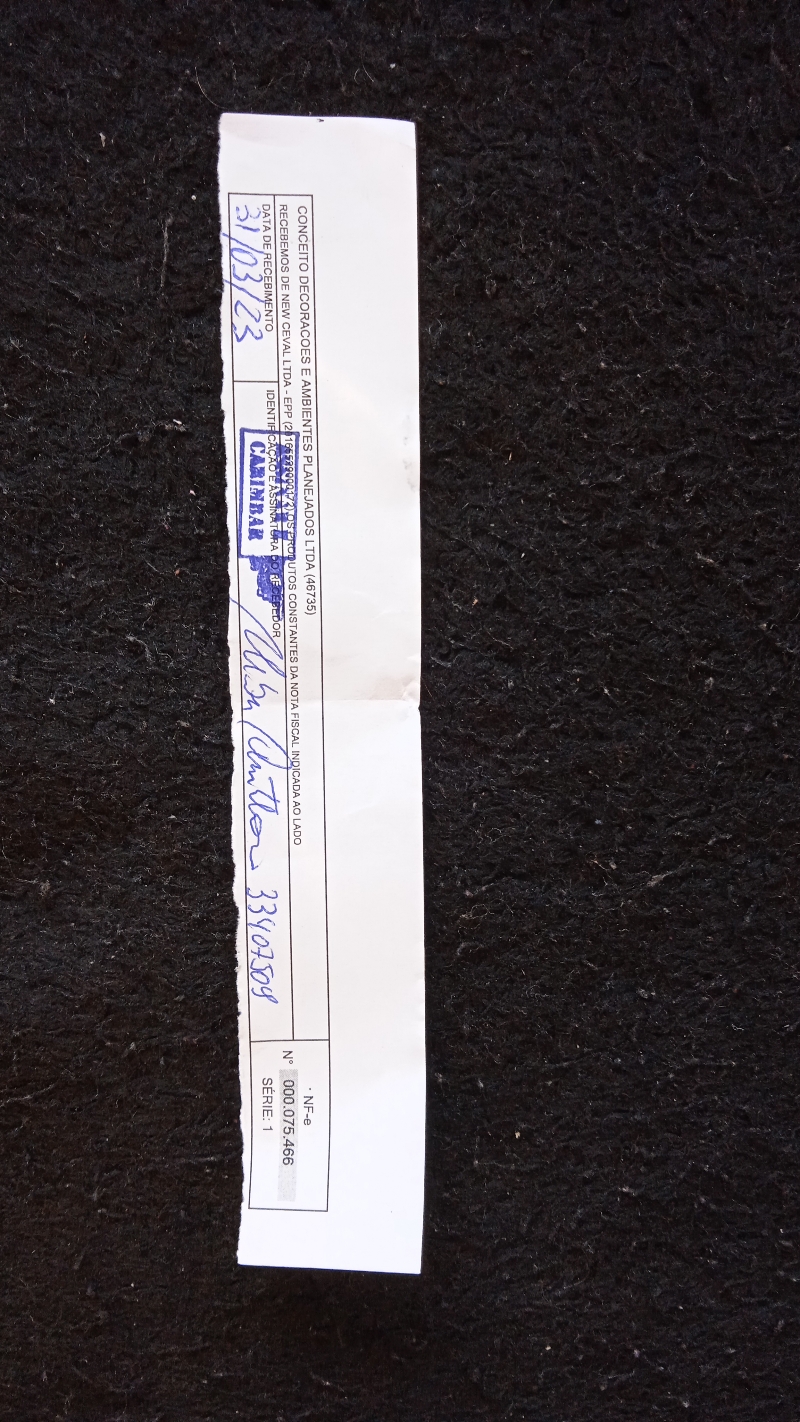 CONCEITO DECORACOES E AMBIENTES PLANEJADOS LTDA (46735)
RECEBEMOS DE NEW CEVAL LTDA - EPP OS PRODUTOS CONSTANTES DA NOTA FISCAL INDICADA AO LADO
DATA DE RECEBIMENTO
31/03/23
IDENTIFICAÇÃO E ASSINATURA DO RECEBEDOR
CARIMBAR
33407509
NF-e
N° 000.075.466
SÉRIE: 1